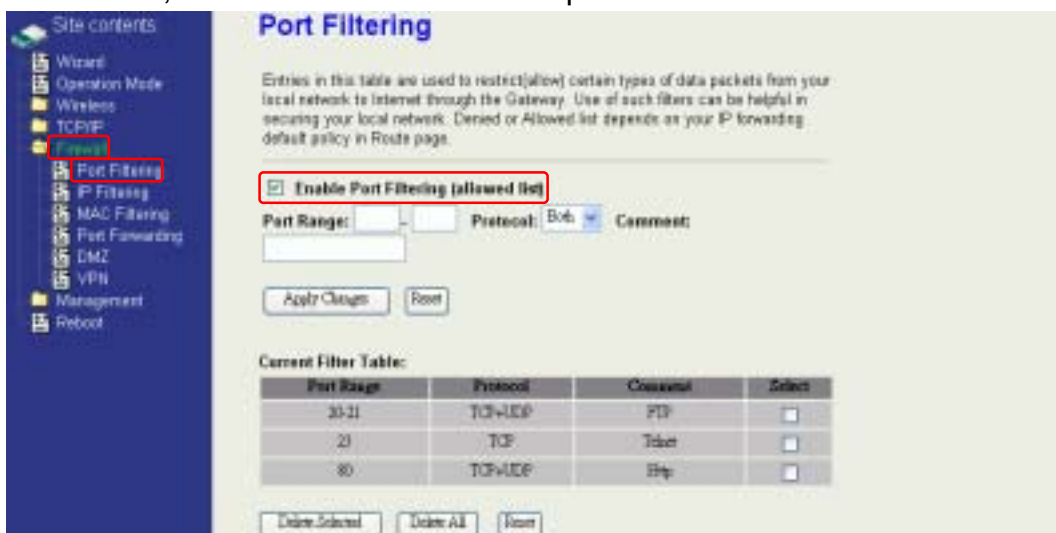 Site contents
Wizard
Operation Mode
Wireless
TCP/IP
Firewall
Port Filtering
IP Filtering
MAC Filtering
Port Forwarding
DMZ
VPN
Management
Reboot
Port Filtering
Entries in this table are used to restrict(allow) certain types of data packets from your
local network to Internet through the Gateway. Use of such filters can be helpful in
securing your local network. Denied or Allowed list depends on your IP forwarding
default policy in Route page.
Enable Port Filtering (allowed list)
Port Range: - Protocol: Both Comment:
Apply Changes Reset
Current Filter Table:
Port Range Protocol Comment Select
20-21 TCP+UDP FTP
23 TCP Telnet
80 TCP+UDP Http
Delete Selected Delete All Reset